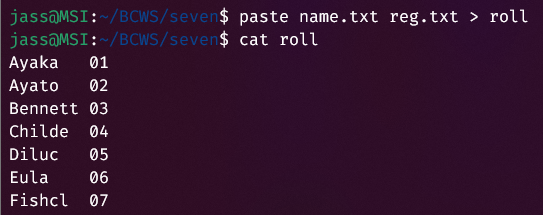 jass@MSI:~/BCWS/seven$ paste name.txt reg.txt > roll
jass@MSI:~/BCWS/seven$ cat roll
Ayaka   01
Ayato   02
Bennett 03
Childe  04
Diluc   05
Eula    06
Fishcl  07